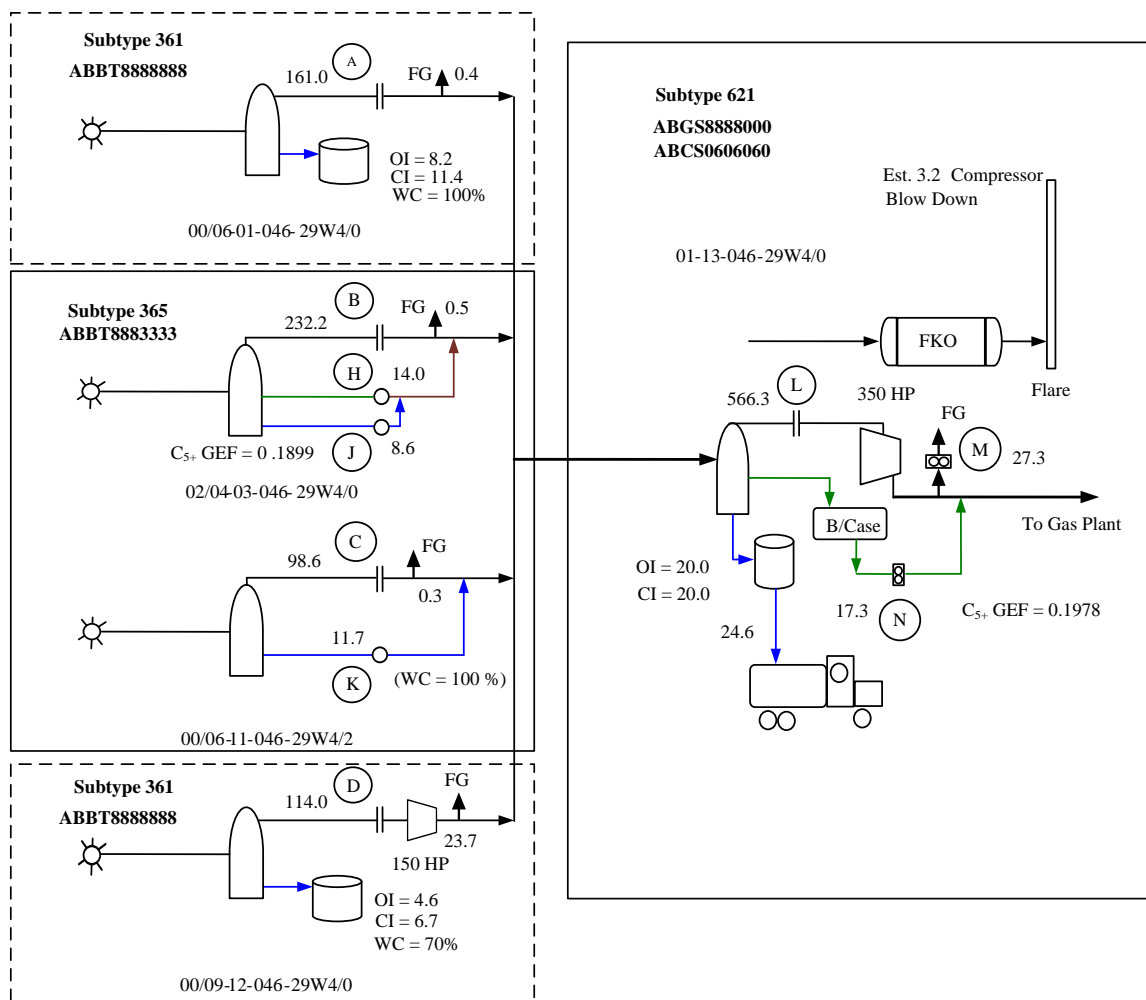 Subtype 361
ABBT8888888
A
161.0
FG
0.4
OI = 8.2
CI = 11.4
WC = 100%
00/06-01-046- 29W4/0
Subtype 365
ABBT8883333
B
232.2
FG
0.5
H
14.0
C5+ GEF = 0 .1899
J
8.6
02/04-03-046- 29W4/0
C
98.6
FG
0.3
11.7
K
(WC = 100 %)
00/06-11-046-29W4/2
Subtype 361
ABBT8888888
D
114.0
FG
23.7
150 HP
OI = 4.6
CI = 6.7
WC = 70%
00/09-12-046-29W4/0
Subtype 621
ABGS8888000
ABCS0606060
Est. 3.2 Compressor
Blow Down
01-13-046-29W4/0
FKO
Flare
L
566.3
350 HP
FG
M
27.3
To Gas Plant
B/Case
OI = 20.0
CI = 20.0
17.3
N
C5+ GEF = 0.1978
24.6